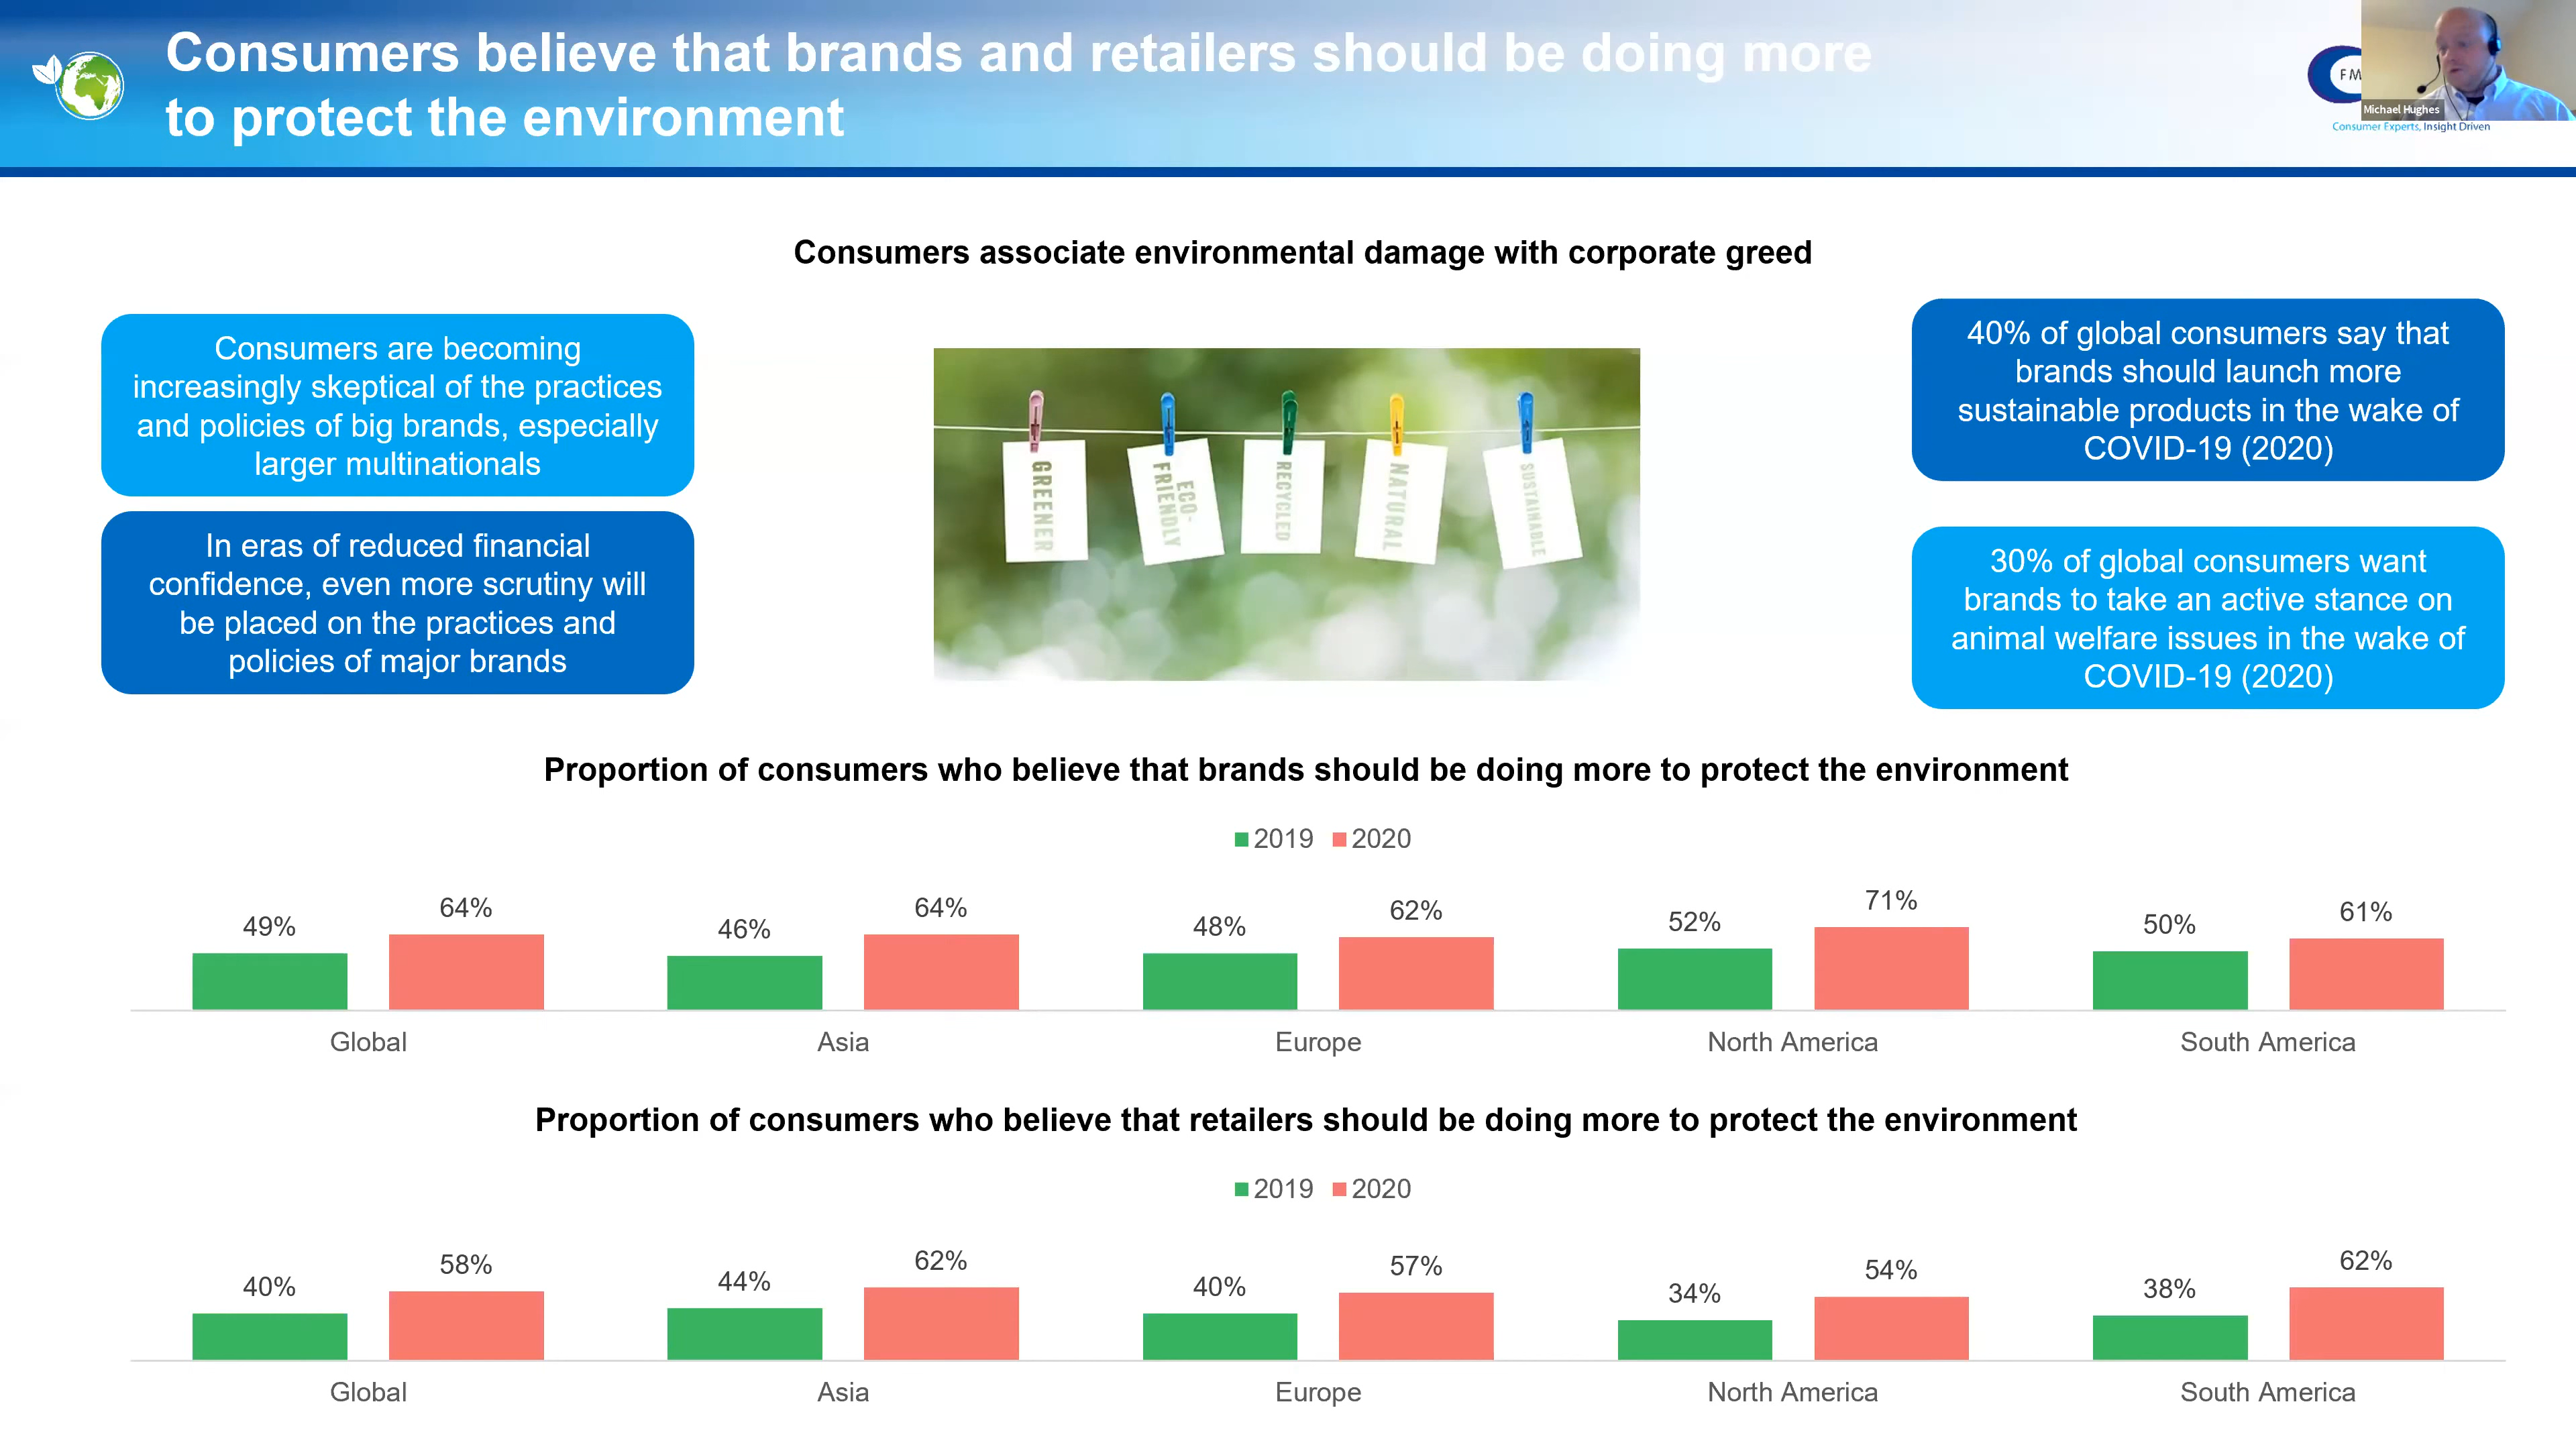 Consumers believe that brands and retailers should be doing more
to protect the environment
F M
Michael Hughes
Consumer Experts, Insight Driven
Consumers associate environmental damage with corporate greed
Consumers are becoming
increasingly skeptical of the practices
and policies of big brands, especially
larger multinationals
In eras of reduced financial
confidence, even more scrutiny will
be placed on the practices and
policies of major brands
GREENER
ECO-
FRIENDLY
RECYCLED
NATURAL
SUSTAINABLE
40% of global consumers say that
brands should launch more
sustainable products in the wake of
COVID-19 (2020)
30% of global consumers want
brands to take an active stance on
animal welfare issues in the wake of
COVID-19 (2020)
Proportion of consumers who believe that brands should be doing more to protect the environment
2019 2020
49% 64% 46% 64% 48% 62% 52% 71% 50% 61%
Global Asia Europe North America South America
Proportion of consumers who believe that retailers should be doing more to protect the environment
2019 2020
40% 58% 44% 62% 40% 57% 34% 54% 38% 62%
Global Asia Europe North America South America